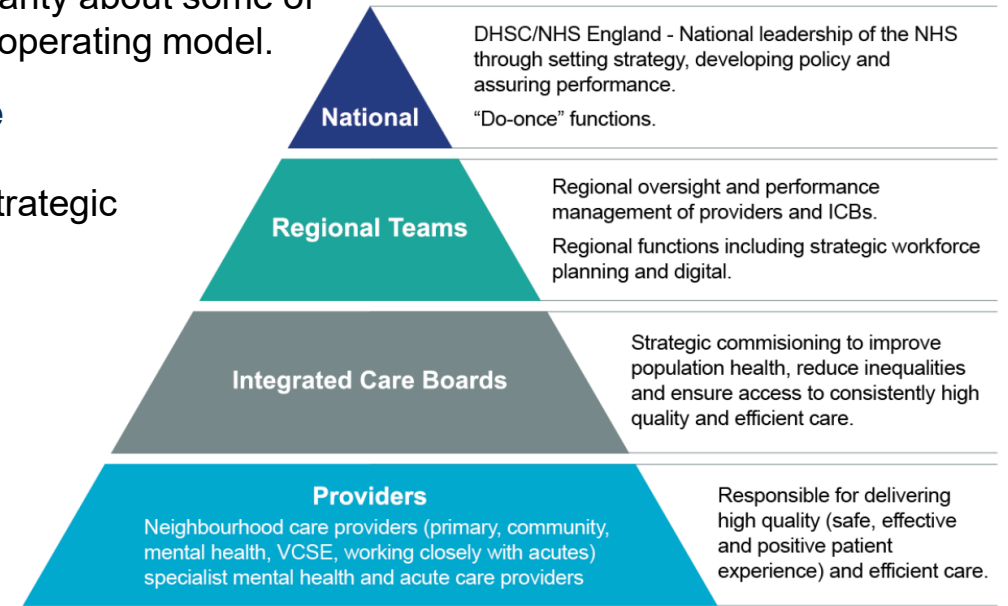 arity about some of
operating model.
e
trategic
National
DHSC/NHS England - National leadership of the NHS
through setting strategy, developing policy and
assuring performance.
“Do-once” functions.
Regional Teams
Regional oversight and performance
management of providers and ICBs.
Regional functions including strategic workforce
planning and digital.
Integrated Care Boards
Strategic commisioning to improve
population health, reduce inequalities
and ensure access to consistently high
quality and efficient care.
Providers
Neighbourhood care providers (primary, community,
mental health, VCSE, working closely with acutes)
specialist mental health and acute care providers
Responsible for delivering
high quality (safe, effective
and positive patient
experience) and efficient care.